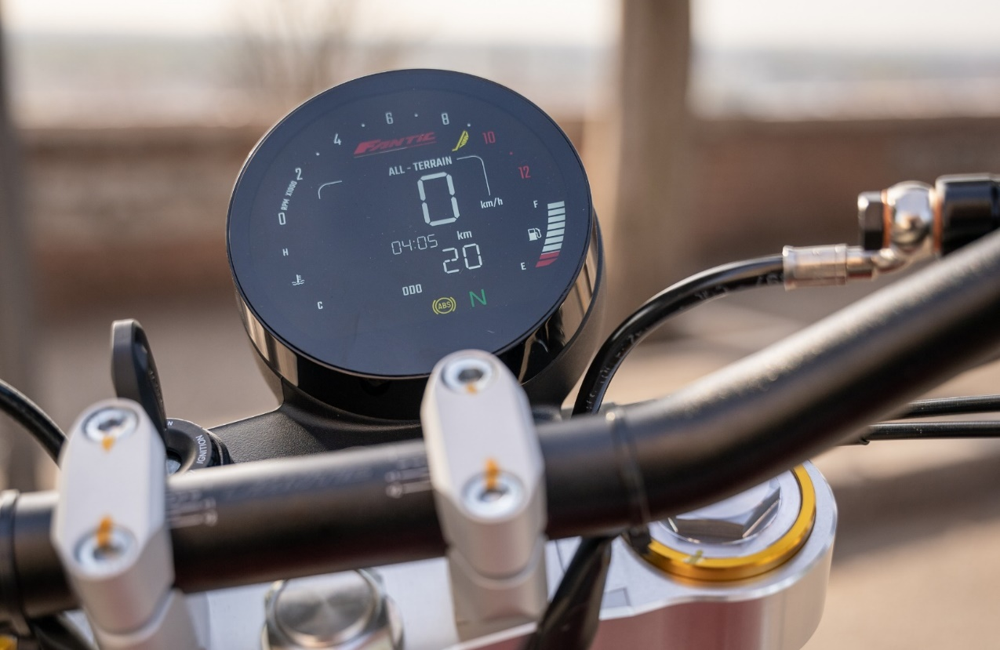 6
8
4
FANTIC
10
2
ALL - TERRAIN
12
RPM X1000
0
0
km/h
F
H
04:05
km
20
E
ODO
C
ABS
N
IGNITION